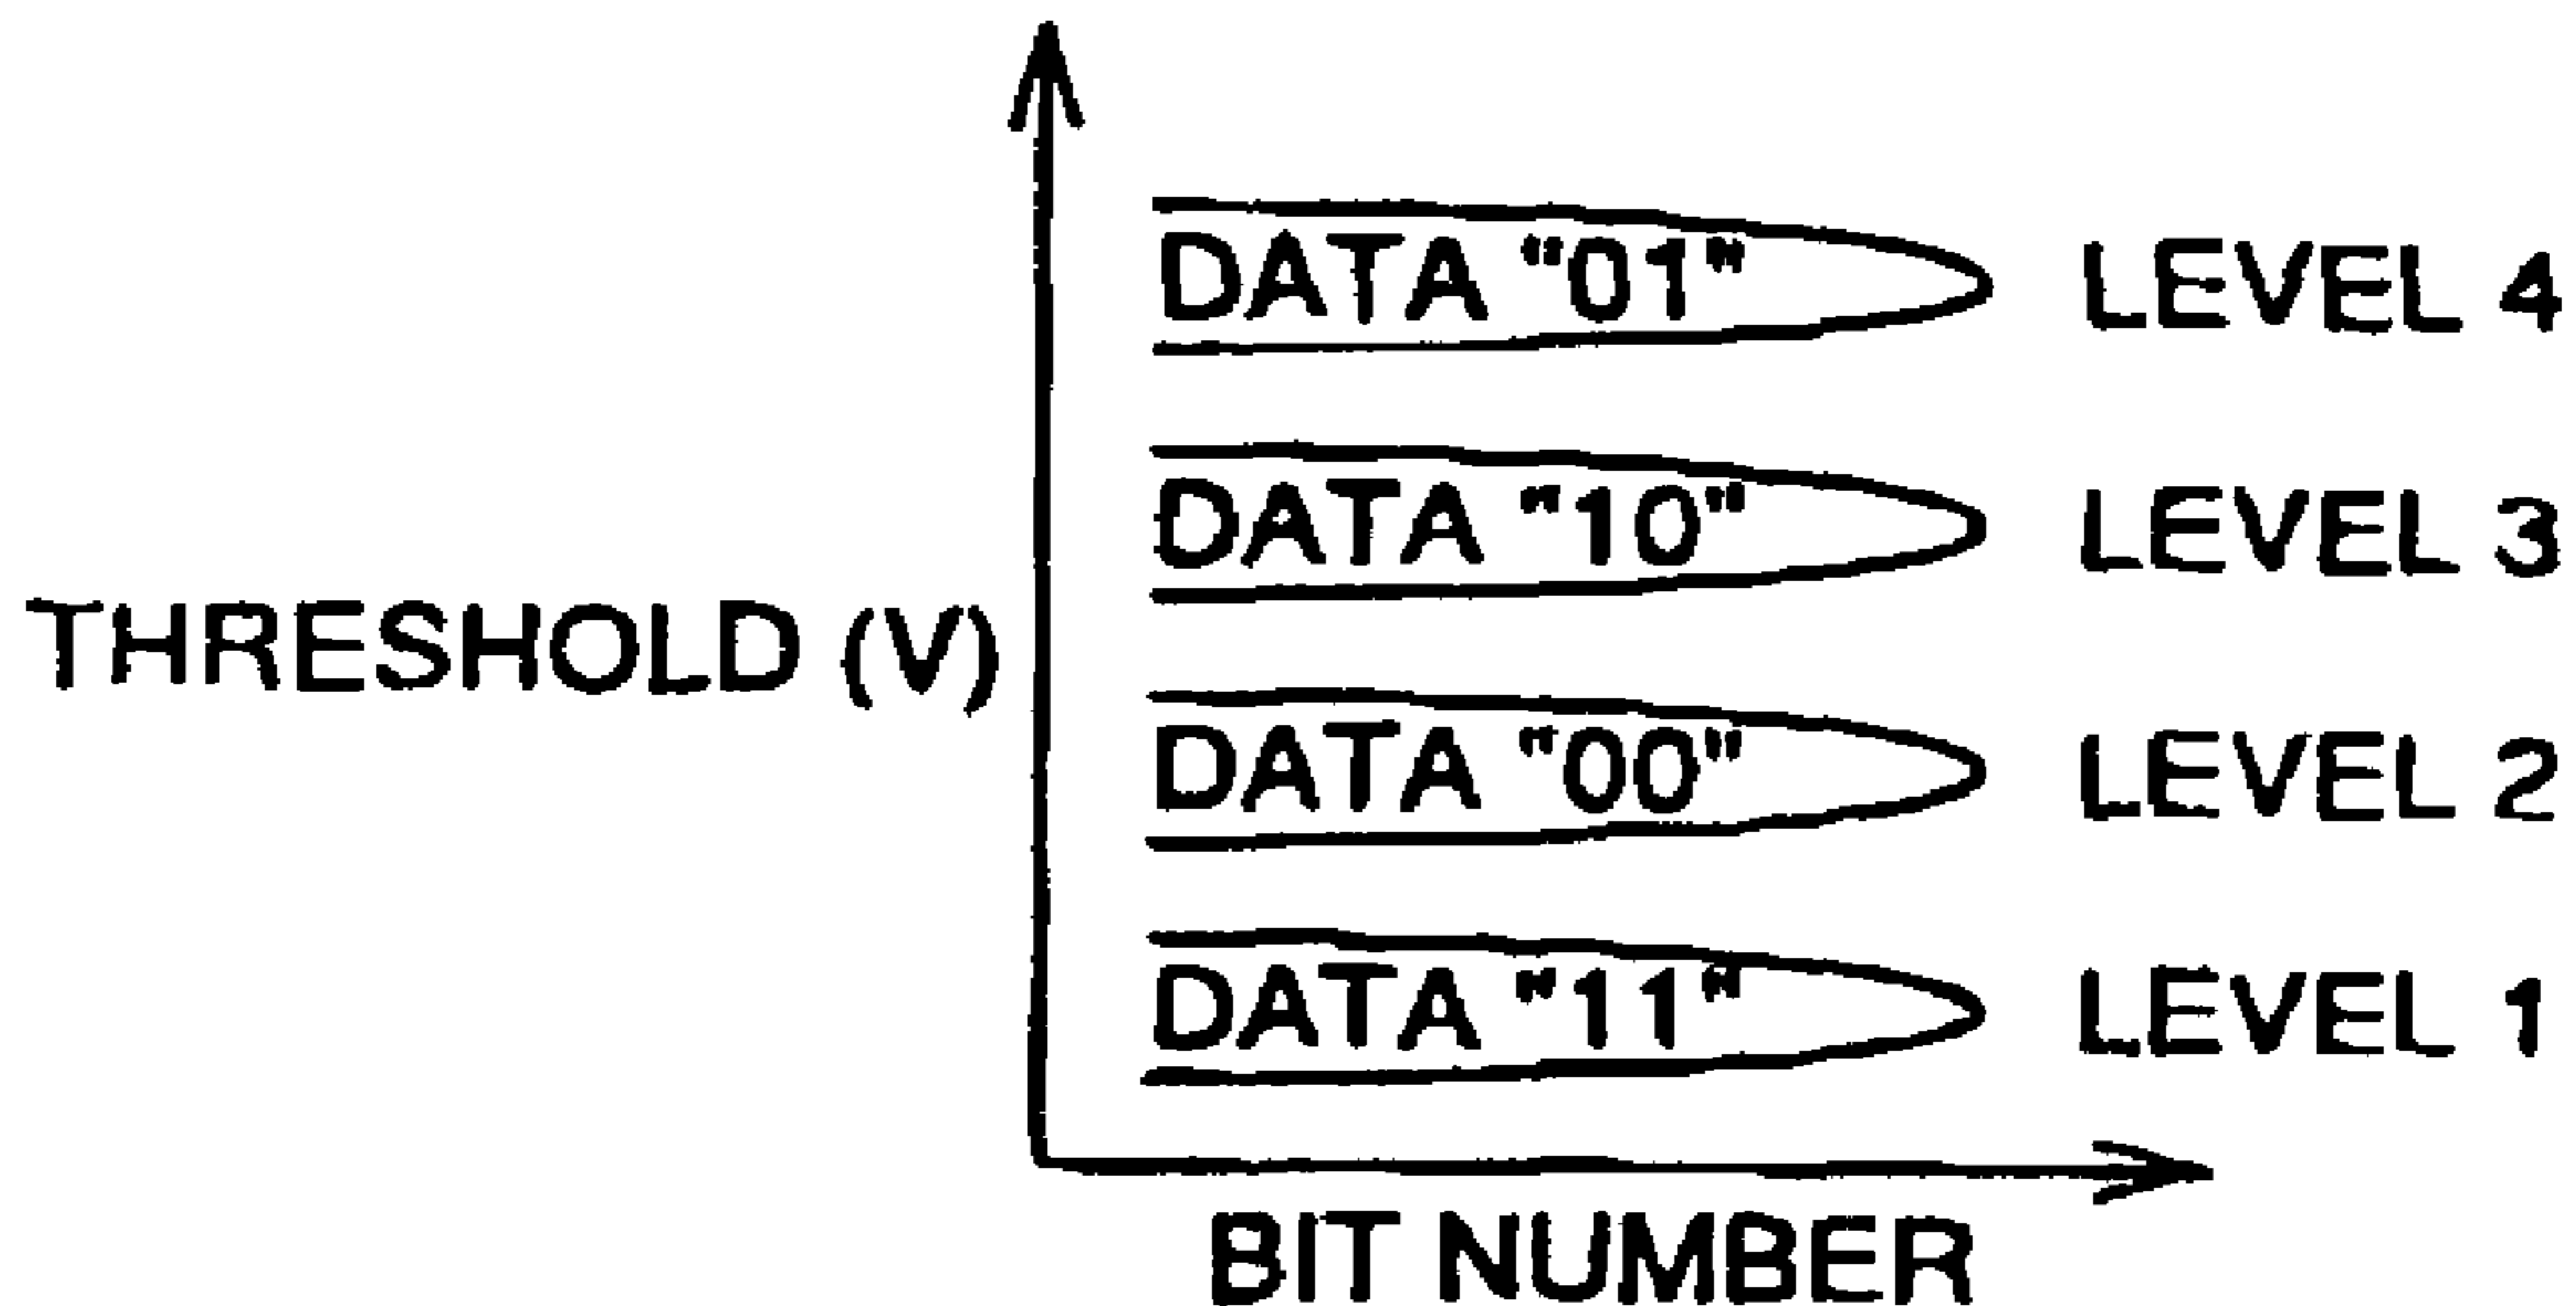 DATA "01" LEVEL 4
DATA "10" LEVEL 3
THRESHOLD (V)
DATA "00" LEVEL 2
DATA "11" LEVEL 1
BIT NUMBER